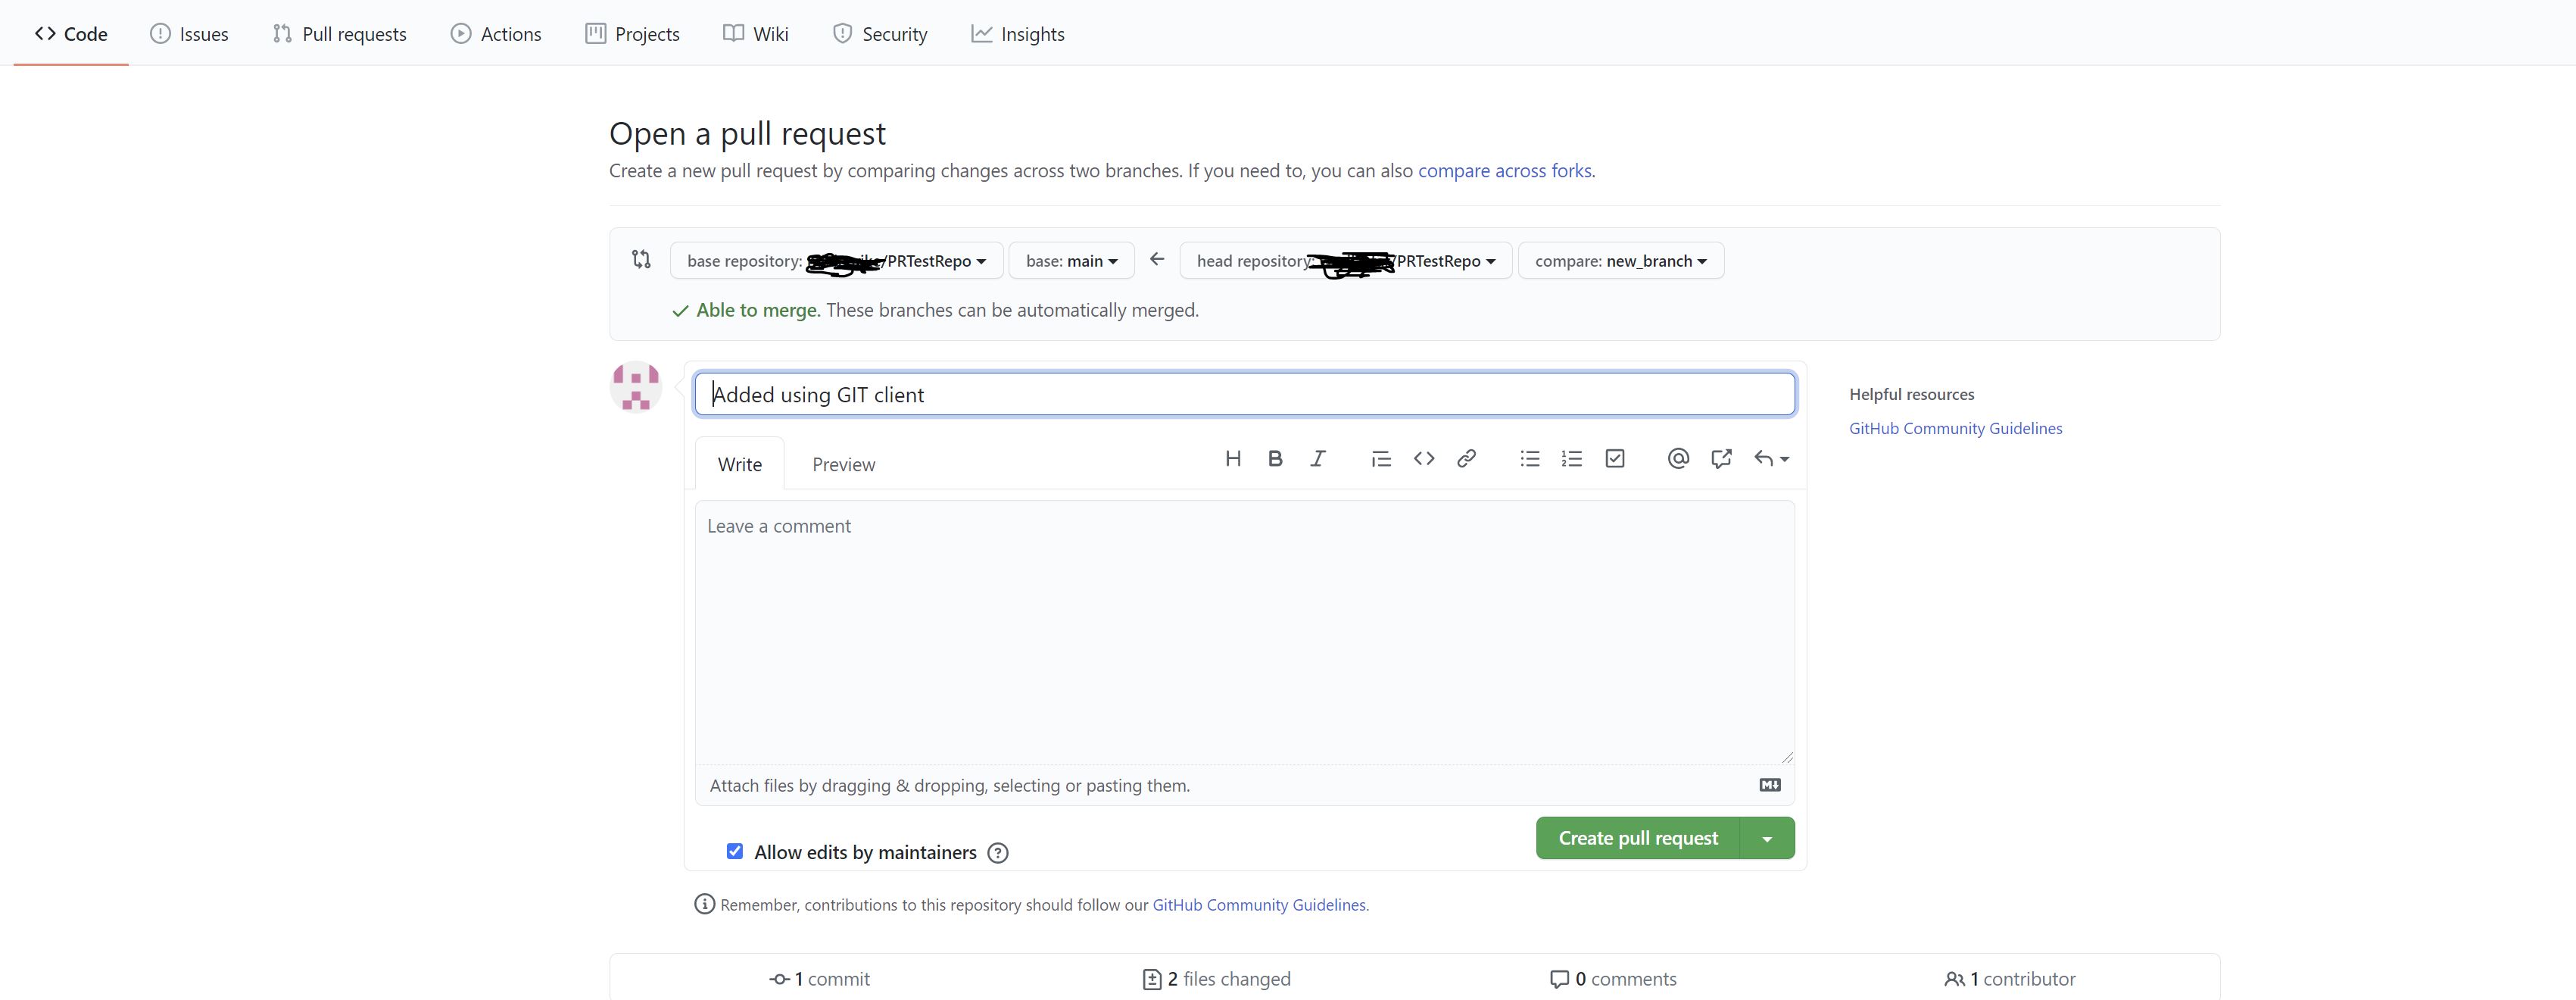 Code Issues Pull requests Actions Projects Wiki Security Insights
Open a pull request
Create a new pull request by comparing changes across two branches. If you need to, you can also compare across forks.
base repository: /PRTestRepo base: main head repository: /PRTestRepo compare: new_branch
Able to merge. These branches can be automatically merged.
Added using GIT client
Helpful resources
GitHub Community Guidelines
Write Preview
Leave a comment
Attach files by dragging & dropping, selecting or pasting them.
Allow edits by maintainers
Create pull request
Remember, contributions to this repository should follow our GitHub Community Guidelines.
1 commit 2 files changed 0 comments 1 contributor